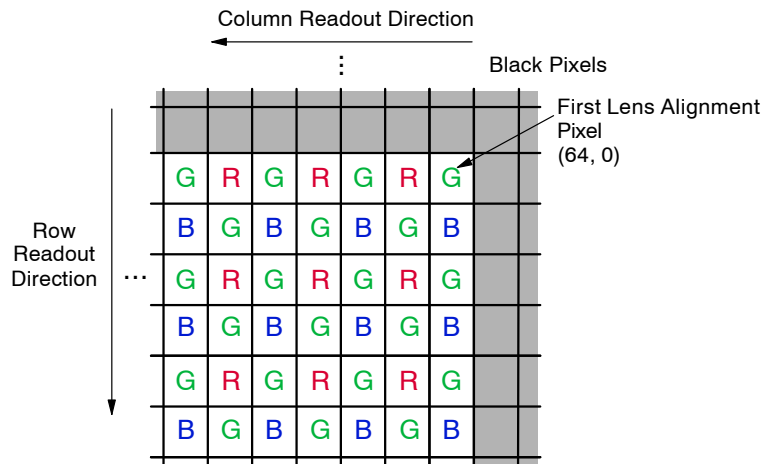 Column Readout Direction
⋮
Black Pixels
First Lens Alignment
Pixel
(64, 0)
G R G R G R G
B G B G B G B
Row
Readout
Direction
...
G R G R G R G
B G B G B G B
G R G R G R G
B G B G B G B